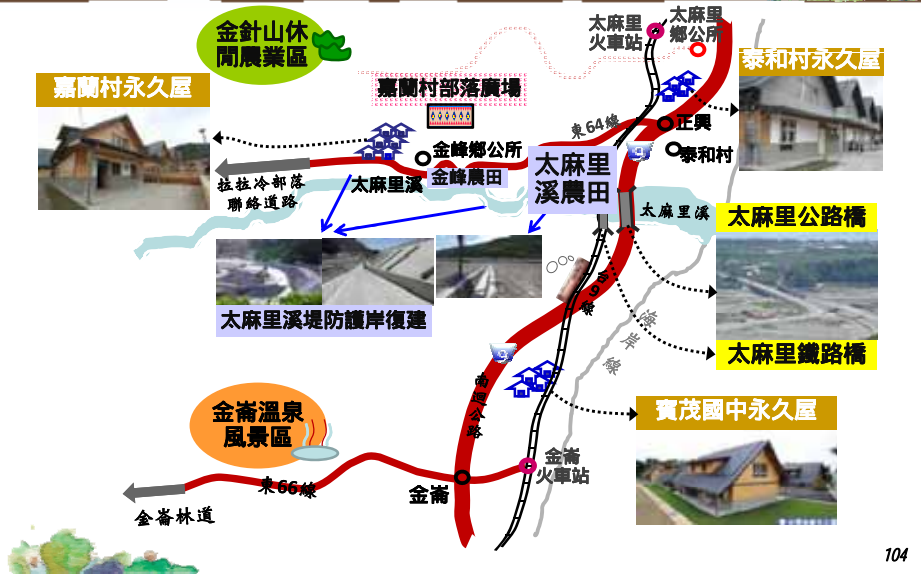 金針山休
閒農業區
太麻里
火車站
太麻里
鄉公所
泰和村永久屋
嘉蘭村永久屋
嘉蘭村部落廣場
東64線
正興
泰和村
金峰鄉公所
金峰農田
太麻里
溪農田
9
拉拉冷部落
聯絡道路
太麻里溪
太麻里溪
太麻里公路橋
太麻里溪堤防護岸復建
台9線
海岸線
太麻里鐵路橋
9
南迴公路
金崙溫泉
風景區
賓茂國中永久屋
金崙
火車站
東66線
金崙
金崙林道
104